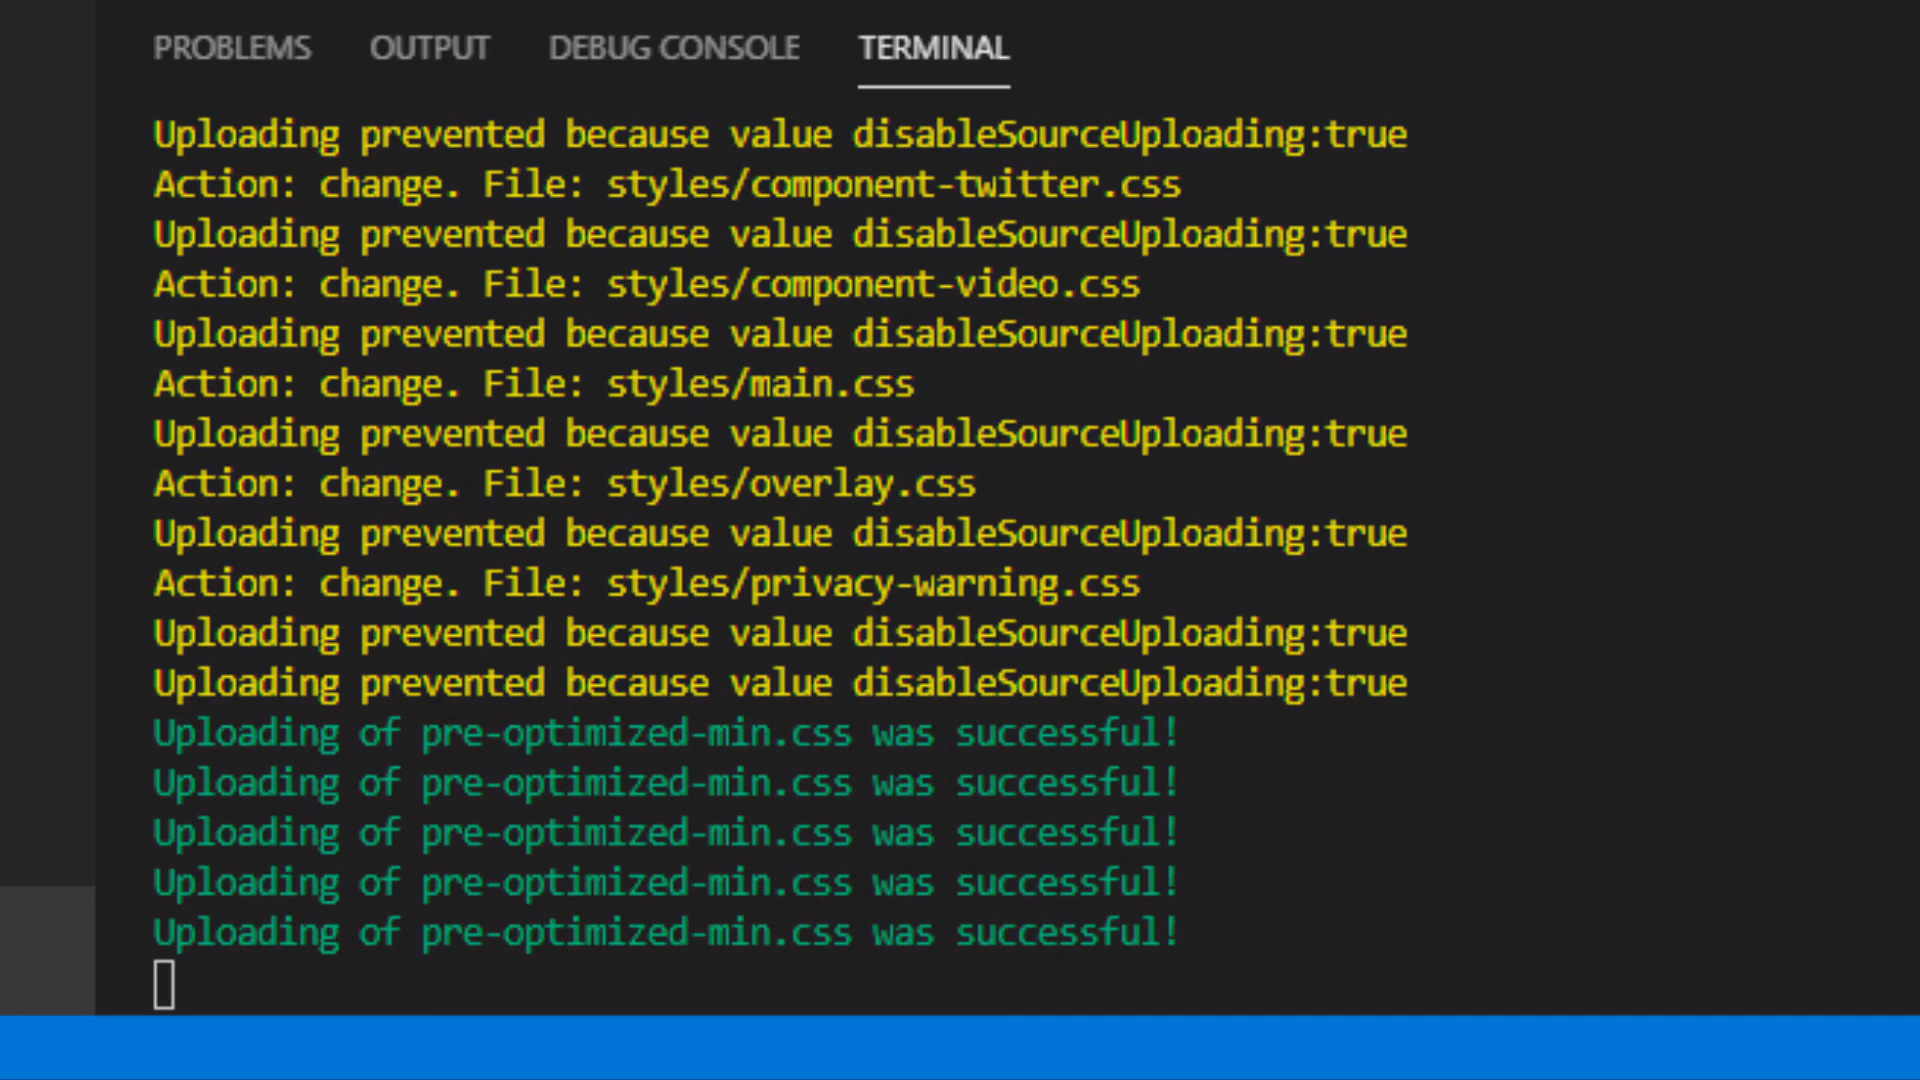 PROBLEMS OUTPUT DEBUG CONSOLE TERMINAL
Uploading prevented because value disableSourceUploading:true
Action: change. File: styles/component-twitter.css
Uploading prevented because value disableSourceUploading:true
Action: change. File: styles/component-video.css
Uploading prevented because value disableSourceUploading:true
Action: change. File: styles/main.css
Uploading prevented because value disableSourceUploading:true
Action: change. File: styles/overlay.css
Uploading prevented because value disableSourceUploading:true
Action: change. File: styles/privacy-warning.css
Uploading prevented because value disableSourceUploading:true
Uploading prevented because value disableSourceUploading:true
Uploading of pre-optimized-min.css was successful!
Uploading of pre-optimized-min.css was successful!
Uploading of pre-optimized-min.css was successful!
Uploading of pre-optimized-min.css was successful!
Uploading of pre-optimized-min.css was successful!